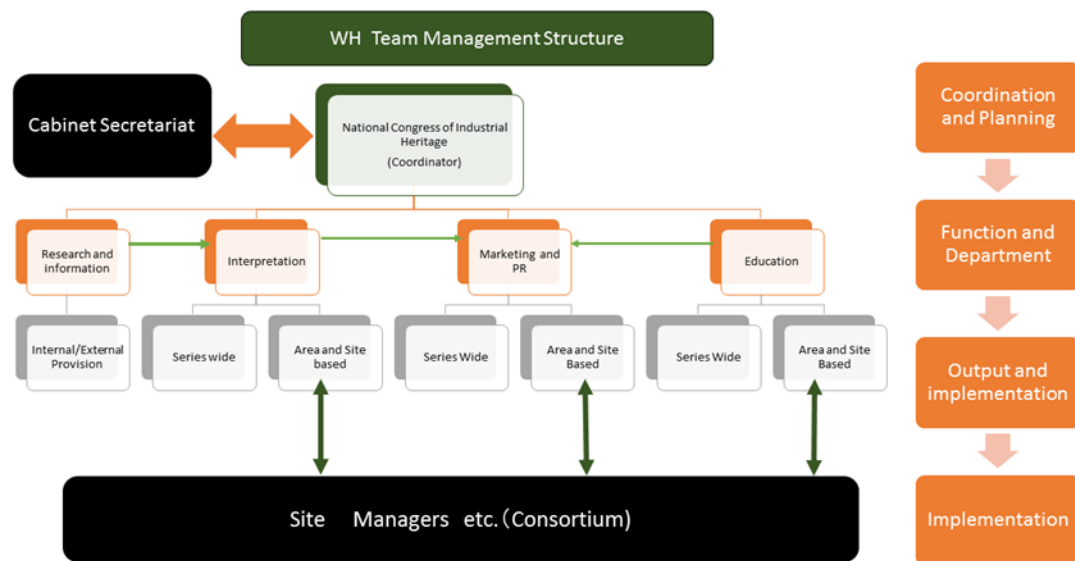 WH Team Management Structure
Cabinet Secretariat
National Congress of Industrial
Heritage
(Coordinator)
Coordination
and Planning
Research and
information
Interpretation
Marketing and
PR
Education
Function and
Department
Internal/External
Provision
Series wide
Area and Site
based
Series Wide
Area and Site
Based
Series Wide
Area and Site
Based
Output and
implementation
Site Managers etc.(Consortium)
Implementation